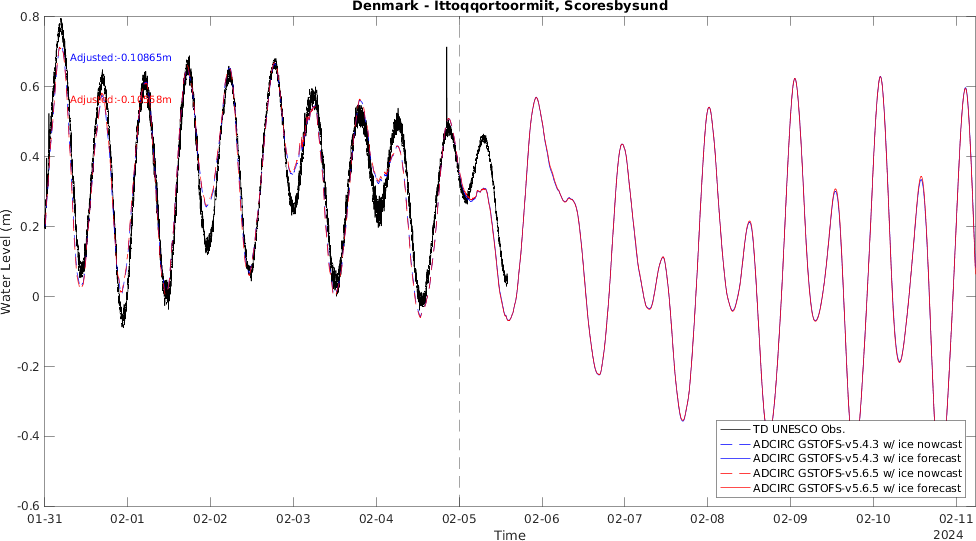 Denmark - Ittoqqortoormiit, Scoresbysund
0.8
0.6
0.4
0.2
0
-0.2
-0.4
-0.6
Water Level (m)
Adjusted:-0.10865m
01-31
02-01
02-02
02-03
02-04
02-05
02-06
02-07
02-08
02-09
02-10
02-11
2024
Time
TD UNESCO Obs.
ADCIRC GSTOFS-v5.4.3 w/ ice nowcast
ADCIRC GSTOFS-v5.4.3 w/ ice forecast
ADCIRC GSTOFS-v5.6.5 w/ ice nowcast
ADCIRC GSTOFS-v5.6.5 w/ ice forecast